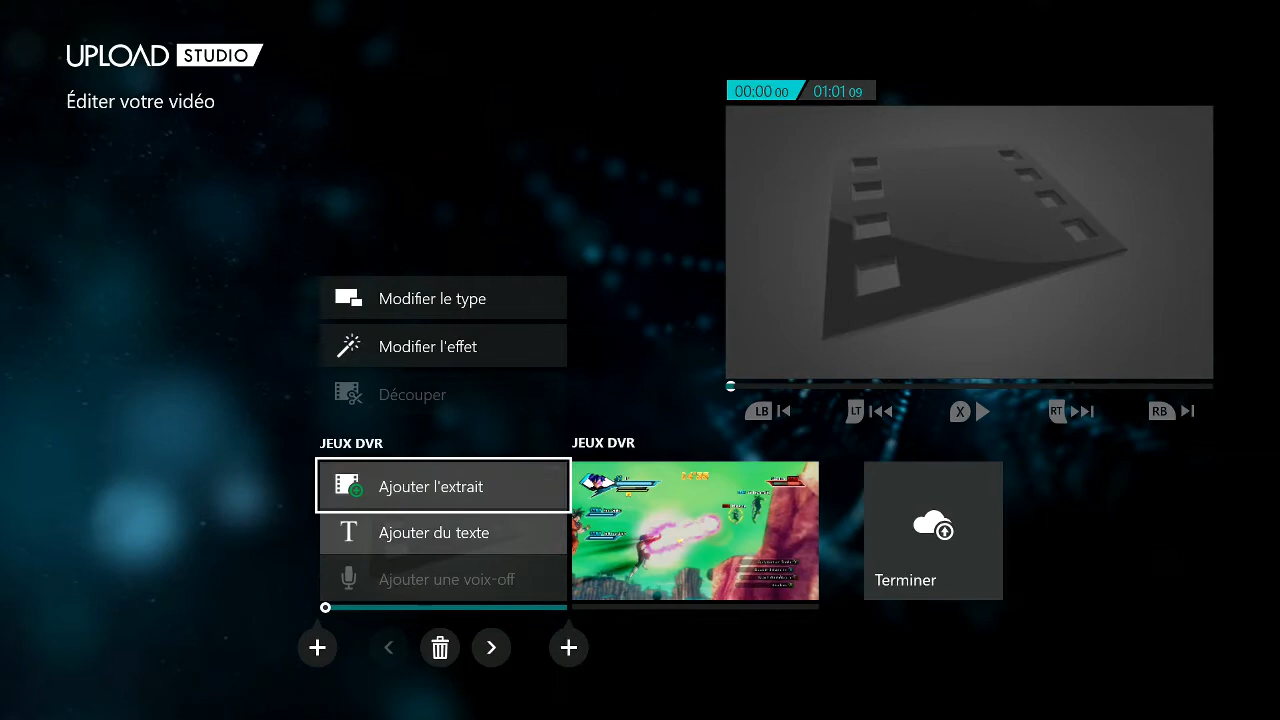 UPLOAD STUDIO
Éditer votre vidéo
00:00 00
01:01 09
LB
LT
X
RT
RB
Modifier le type
Modifier l'effet
Découper
JEUX DVR
JEUX DVR
Ajouter l'extrait
Ajouter du texte
Ajouter une voix-off
Terminer